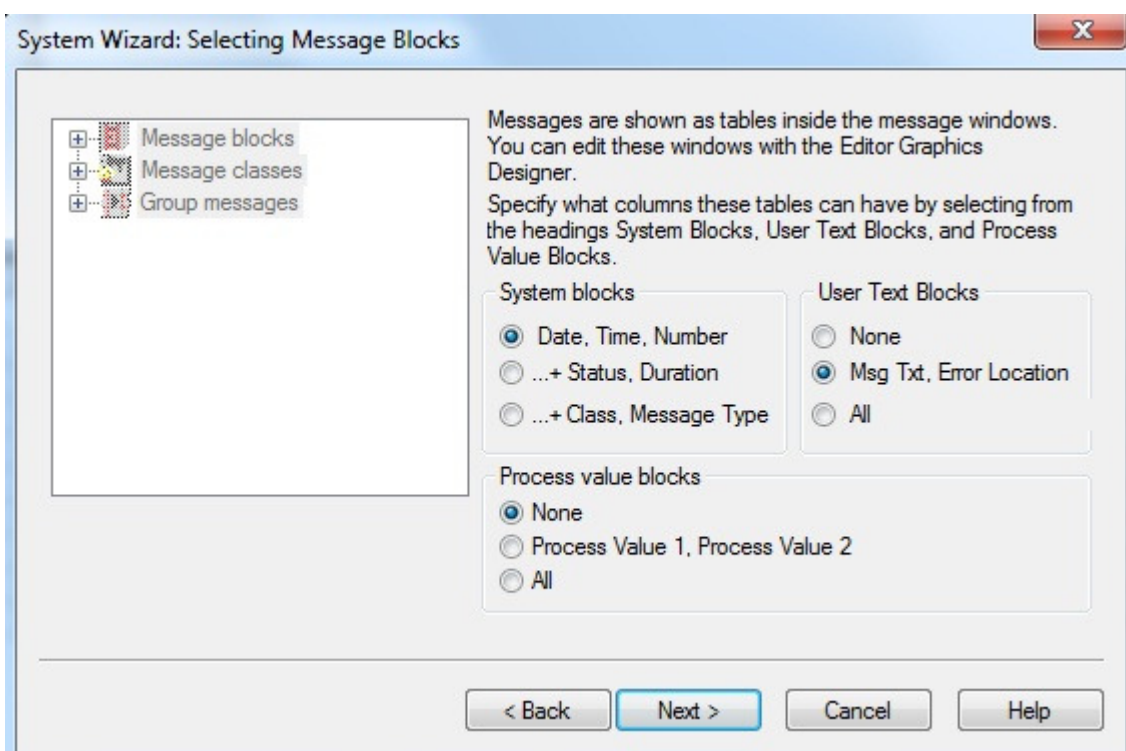 System Wizard: Selecting Message Blocks
Message blocks
Message classes
Group messages
Messages are shown as tables inside the message windows.
You can edit these windows with the Editor Graphics
Designer.
Specify what columns these tables can have by selecting from
the headings System Blocks, User Text Blocks, and Process
Value Blocks.
System blocks
Date, Time, Number
...+ Status, Duration
...+ Class, Message Type
User Text Blocks
None
Msg Txt, Error Location
All
Process value blocks
None
Process Value 1, Process Value 2
All
< Back
Next >
Cancel
Help